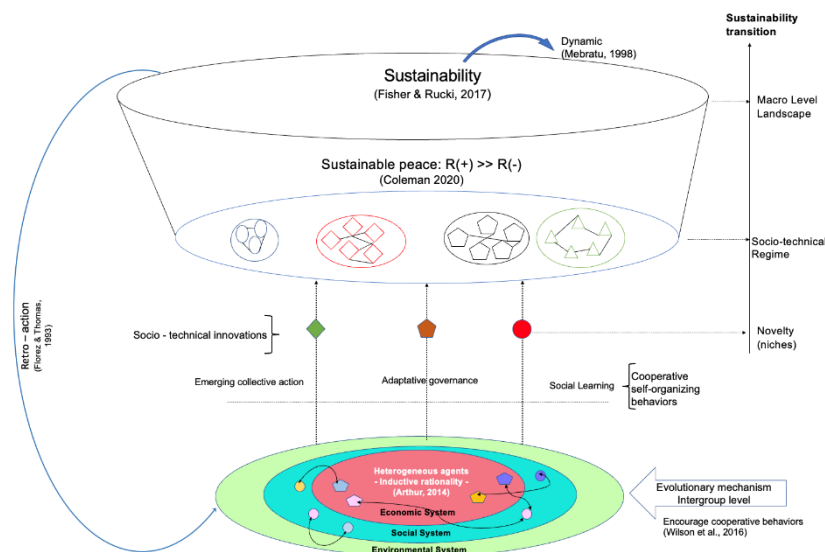 Sustainability
transition
Dynamic
(Mebratu, 1998)
Sustainability
(Fisher & Rucki, 2017)
Macro Level
Landscape
Sustainable peace: R(+) >> R(-)
(Coleman 2020)
Socio-technical
Regime
Retro – action
(Florez & Thomas,
1993)
Socio - technical innovations
Novelty
(niches)
Emerging collective action
Adaptative governance
Social Learning
Cooperative
self-organizing
behaviors
Heterogeneous agents
- Inductive rationality -
(Arthur, 2014)
Economic System
Social System
Environmental System
Evolutionary mechanism
Intergroup level
Encourage cooperative behaviors
(Wilson et al., 2016)